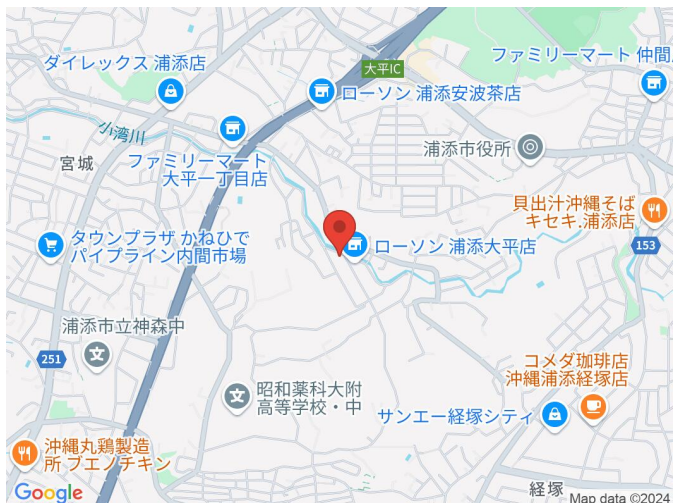 ダイレックス 浦添店
大平IC
ファミリーマート 仲間
ローソン 浦添安波茶店
小湾川
宮城
ファミリーマート
大平一丁目店
浦添市役所
貝出汁沖縄そば
キセキ.浦添店
タウンプラザ かねひで
パイプライン内間市場
ローソン 浦添大平店
153
浦添市立神森中
251
昭和薬科大附
高等学校・中
コメダ珈琲店
沖縄浦添経塚店
サンエー経塚シティ
沖縄丸鶏製造
所 ブエノチキン
経塚
Google
Map data ©2024